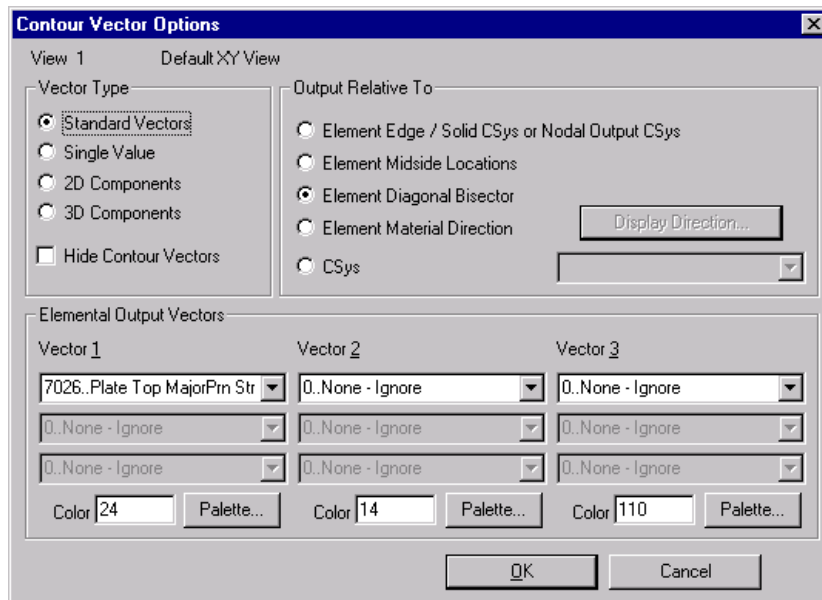 Contour Vector Options
View 1 Default XY View
Vector Type
Standard Vectors
Single Value
2D Components
3D Components
Hide Contour Vectors
Output Relative To
Element Edge / Solid CSys or Nodal Output CSys
Element Midside Locations
Element Diagonal Bisector
Element Material Direction
Display Direction...
CSys
Elemental Output Vectors
Vector 1 Vector 2 Vector 3
7026..Plate Top MajorPrn Str 0..None - Ignore 0..None - Ignore
0..None - Ignore 0..None - Ignore 0..None - Ignore
0..None - Ignore 0..None - Ignore 0..None - Ignore
Color 24 Palette... Color 14 Palette... Color 110 Palette...
OK Cancel